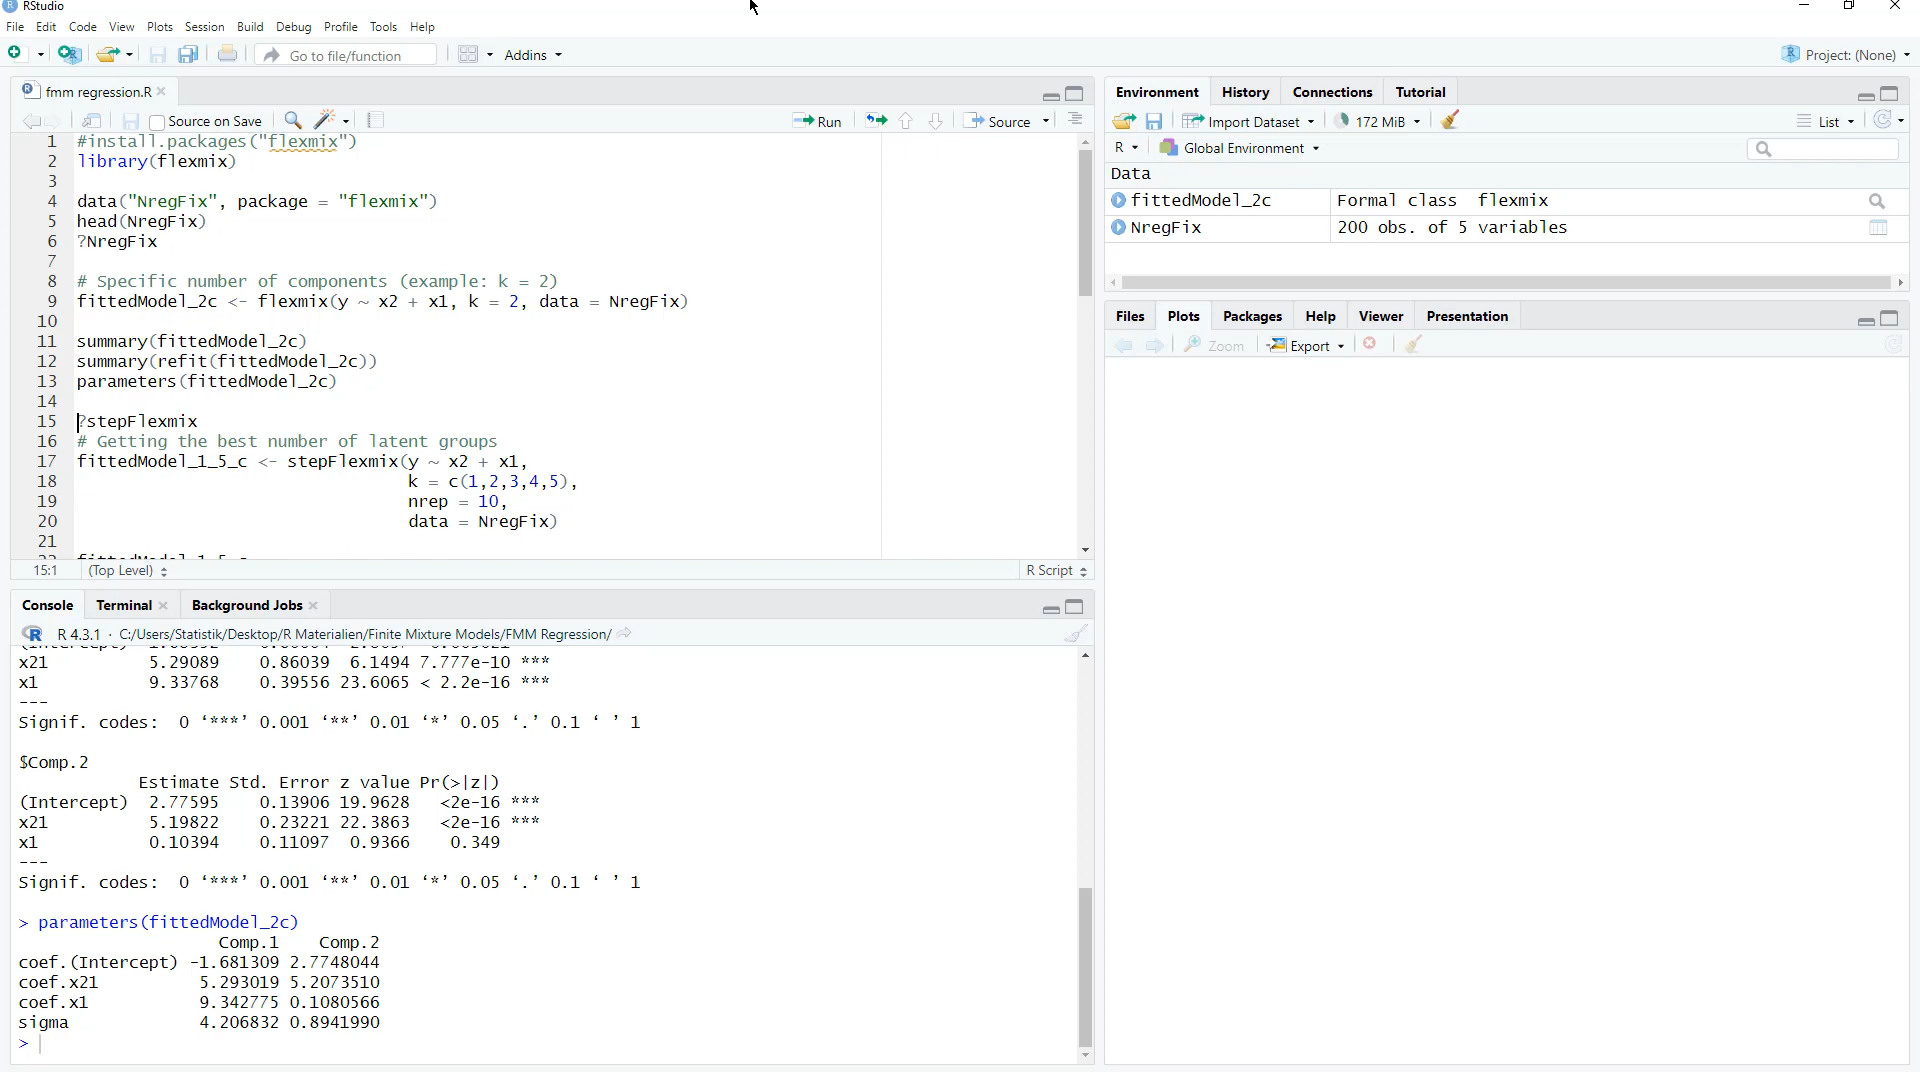 RStudio
File Edit Code View Plots Session Build Debug Profile Tools Help
Go to file/function Addins Project: (None)
fmm regression.R
Source on Save Run Source
1 #install.packages("flexmix")
2 library(flexmix)
3
4 data("NregFix", package = "flexmix")
5 head(NregFix)
6 ?NregFix
7
8 # Specific number of components (example: k = 2)
9 fittedModel_2c <- flexmix(y ~ x2 + x1, k = 2, data = NregFix)
10
11 summary(fittedModel_2c)
12 summary(refit(fittedModel_2c))
13 parameters(fittedModel_2c)
14
15 ?stepFlexmix
16 # Getting the best number of latent groups
17 fittedModel_1_5_c <- stepFlexmix(y ~ x2 + x1,
18 k = c(1,2,3,4,5),
19 nrep = 10,
20 data = NregFix)
21
15:1 (Top Level) R Script
Console Terminal Background Jobs
R 4.3.1 · C:/Users/Statistik/Desktop/R Materialien/Finite Mixture Models/FMM Regression/
x21 5.29089 0.86039 6.1494 7.777e-10 ***
x1 9.33768 0.39556 23.6065 < 2.2e-16 ***
---
Signif. codes: 0 ‘***’ 0.001 ‘**’ 0.01 ‘*’ 0.05 ‘.’ 0.1 ‘ ’ 1
$Comp.2
Estimate Std. Error z value Pr(>|z|)
(Intercept) 2.77595 0.13906 19.9628 <2e-16 ***
x21 5.19822 0.23221 22.3863 <2e-16 ***
x1 0.10394 0.11097 0.9366 0.349
---
Signif. codes: 0 ‘***’ 0.001 ‘**’ 0.01 ‘*’ 0.05 ‘.’ 0.1 ‘ ’ 1
> parameters(fittedModel_2c)
Comp.1 Comp.2
coef.(Intercept) -1.681309 2.7748044
coef.x21 5.293019 5.2073510
coef.x1 9.342775 0.1080566
sigma 4.206832 0.8941990
>
Environment History Connections Tutorial
Import Dataset 172 MiB List
R Global Environment
Data
fittedModel_2c Formal class flexmix
NregFix 200 obs. of 5 variables
Files Plots Packages Help Viewer Presentation
Zoom Export